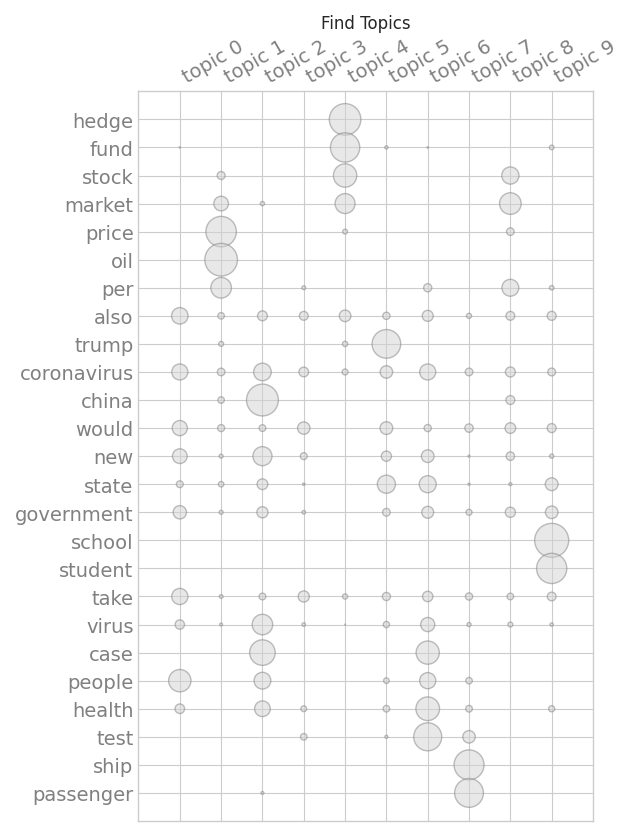 Find Topics
topic 0
topic 1
topic 2
topic 3
topic 4
topic 5
topic 6
topic 7
topic 8
topic 9
hedge
fund
stock
market
price
oil
per
also
trump
coronavirus
china
would
new
state
government
school
student
take
virus
case
people
health
test
ship
passenger